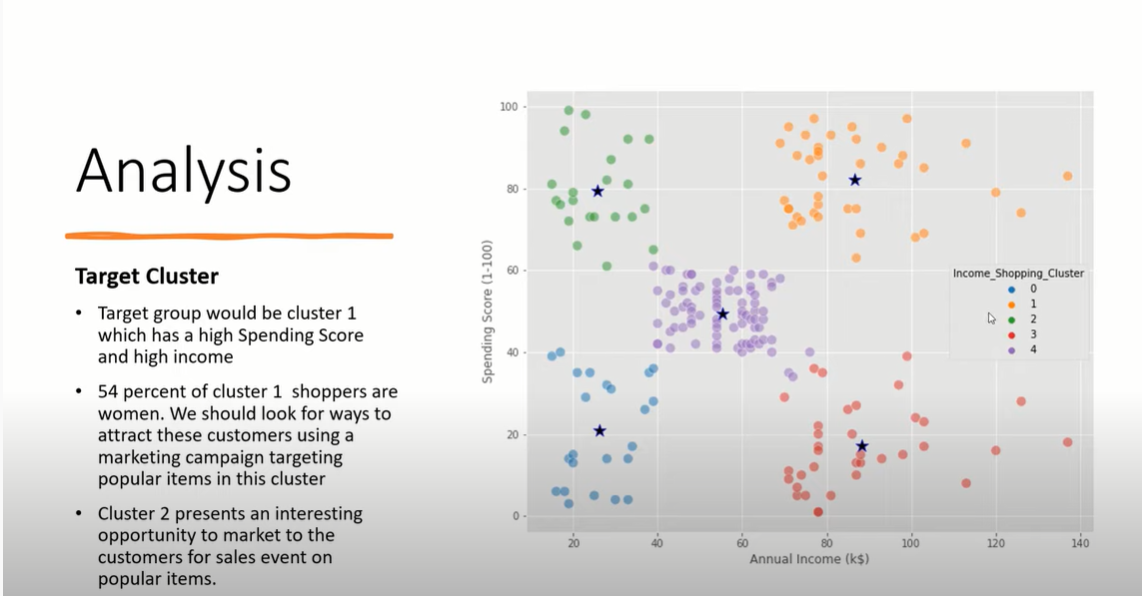 Analysis
Target Cluster
• Target group would be cluster 1
which has a high Spending Score
and high income
• 54 percent of cluster 1 shoppers are
women. We should look for ways to
attract these customers using a
marketing campaign targeting
popular items in this cluster
• Cluster 2 presents an interesting
opportunity to market to the
customers for sales event on
popular items.
Spending Score (1-100)
100
80
60
40
20
0
20 40 60 80 100 120 140
Annual Income (k$)
Income_Shopping_Cluster
0
1
2
3
4